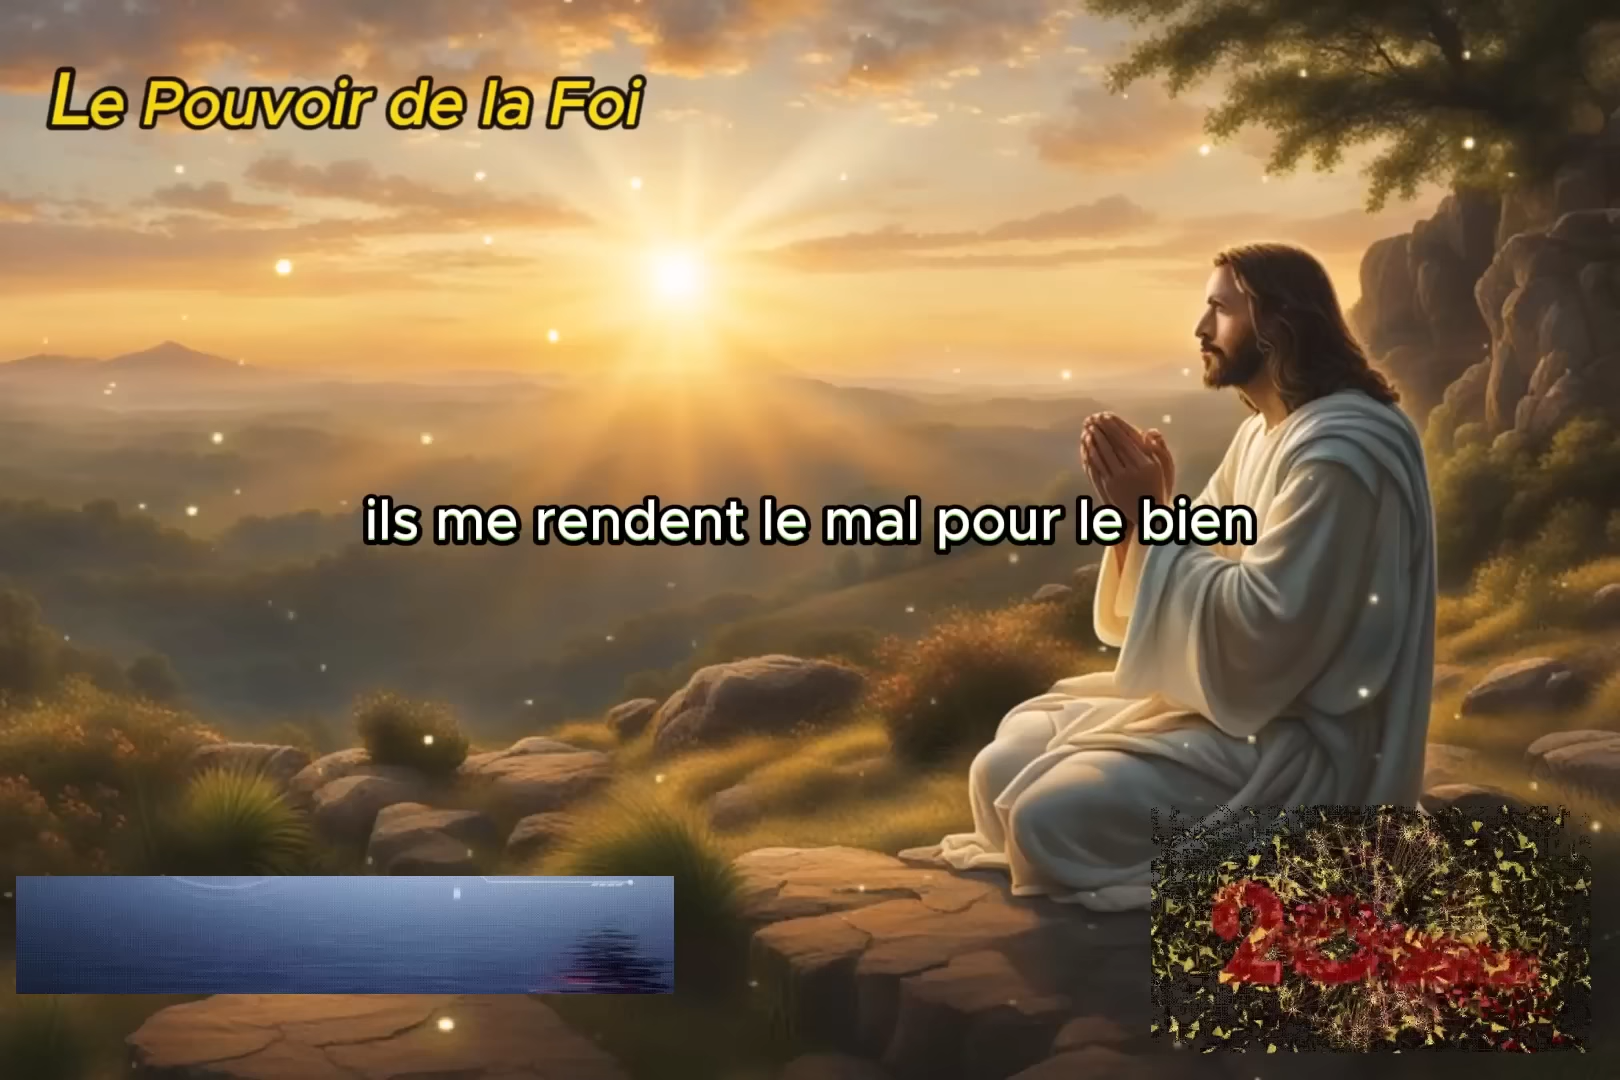 Le Pouvoir de la Foi
ils me rendent le mal pour le bien